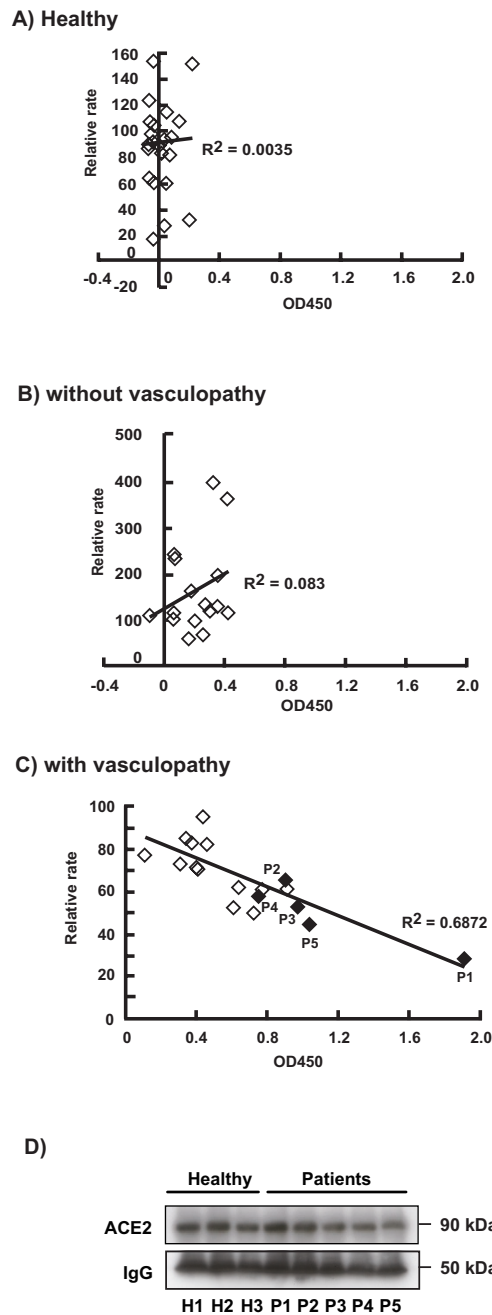 A) Healthy
160
140
120
100
80
60
40
20
0
-20
Relative rate
R2 = 0.0035
-0.4 0 0.4 0.8 1.2 1.6 2.0
OD450
B) without vasculopathy
500
400
300
200
100
0
Relative rate
R2 = 0.083
-0.4 0 0.4 0.8 1.2 1.6 2.0
OD450
C) with vasculopathy
100
80
60
40
20
0
Relative rate
P2
P4
P3
P5
R2 = 0.6872
P1
0 0.4 0.8 1.2 1.6 2.0
OD450
D)
Healthy Patients
ACE2 90 kDa
IgG 50 kDa
H1 H2 H3 P1 P2 P3 P4 P5